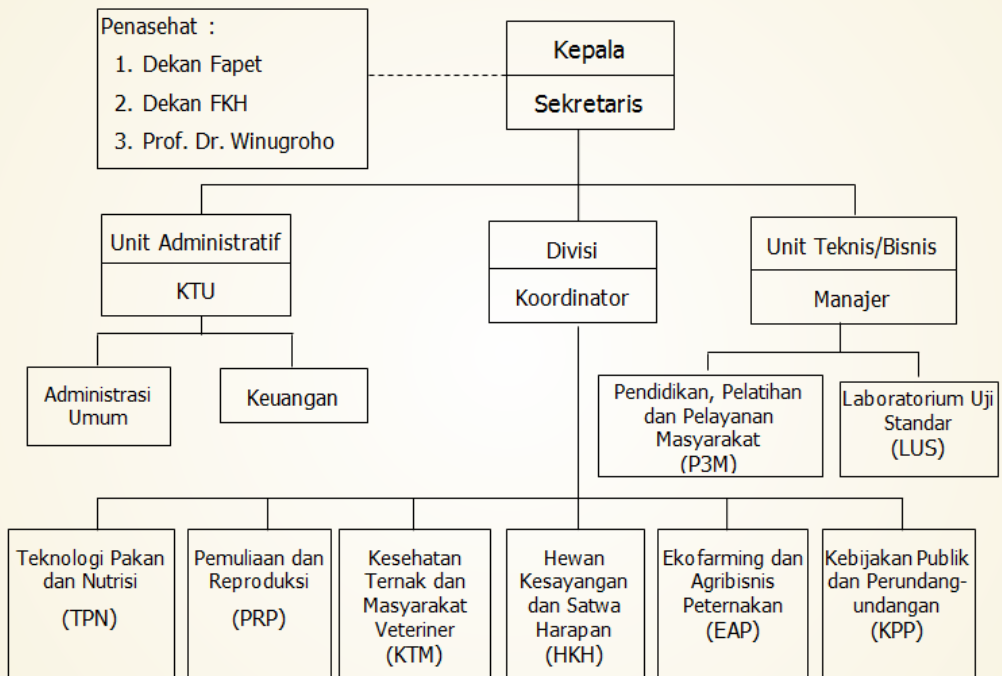 Penasehat :
1. Dekan Fapet
2. Dekan FKH
3. Prof. Dr. Winugroho
Kepala
Sekretaris
Unit Administratif
KTU
Divisi
Koordinator
Unit Teknis/Bisnis
Manajer
Administrasi
Umum
Keuangan
Pendidikan, Pelatihan
dan Pelayanan
Masyarakat
(P3M)
Laboratorium Uji
Standar
(LUS)
Teknologi Pakan
dan Nutrisi
(TPN)
Pemuliaan dan
Reproduksi
(PRP)
Kesehatan
Ternak dan
Masyarakat
Veteriner
(KTM)
Hewan
Kesayangan
dan Satwa
Harapan
(HKH)
Ekofarming dan
Agribisnis
Peternakan
(EAP)
Kebijakan Publik
dan Perundang-
undangan
(KPP)